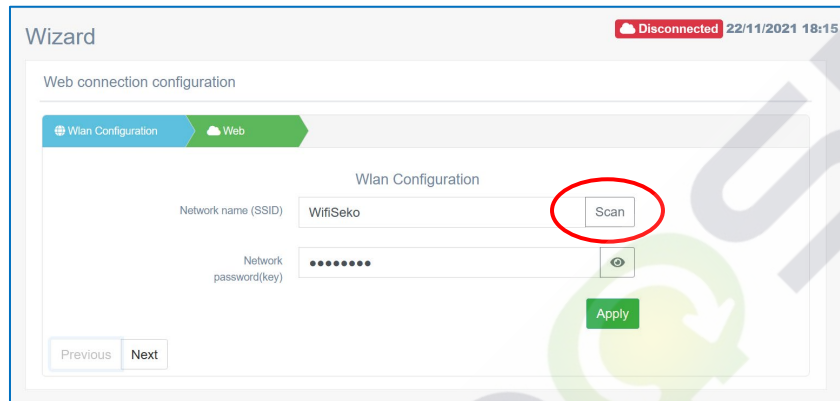 Wizard
Disconnected 22/11/2021 18:15
Web connection configuration
Wlan Configuration
Web
Wlan Configuration
Network name (SSID)
WifiSeko
Scan
Network
password(key)
●●●●●●●●
Apply
Previous
Next